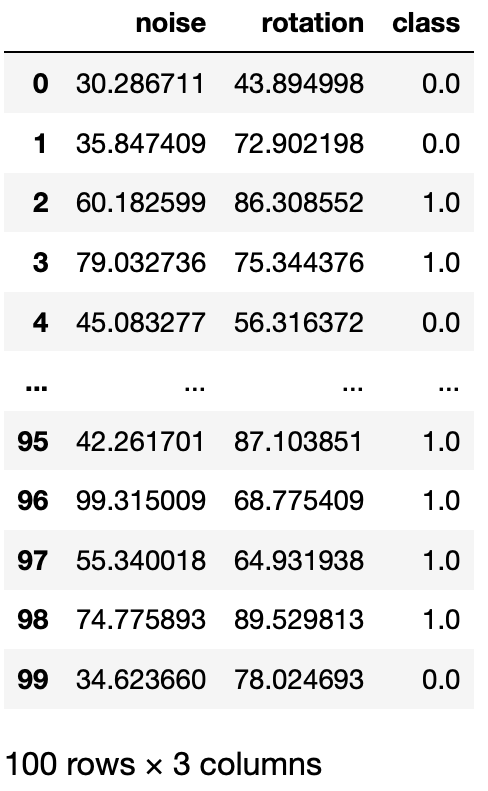 noise rotation class
0 30.286711 43.894998 0.0
1 35.847409 72.902198 0.0
2 60.182599 86.308552 1.0
3 79.032736 75.344376 1.0
4 45.083277 56.316372 0.0
... ... ... ...
95 42.261701 87.103851 1.0
96 99.315009 68.775409 1.0
97 55.340018 64.931938 1.0
98 74.775893 89.529813 1.0
99 34.623660 78.024693 0.0
100 rows × 3 columns